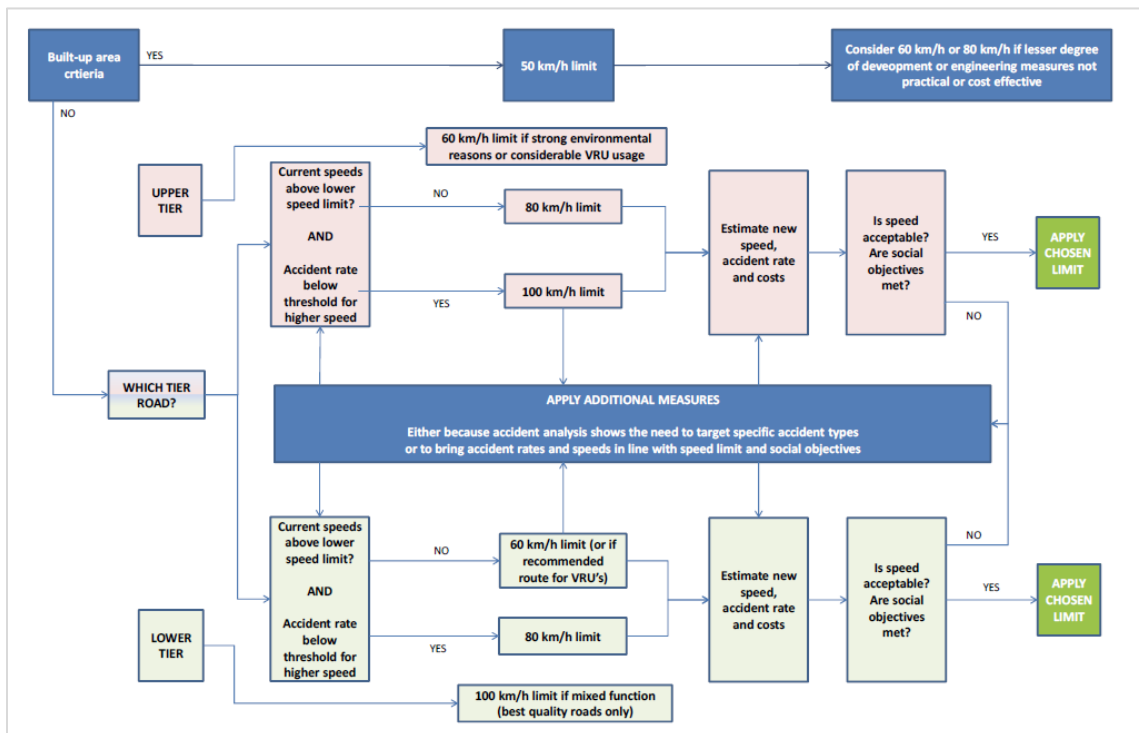 Built-up area
crtieria
YES
50 km/h limit
Consider 60 km/h or 80 km/h if lesser degree
of deveopment or engineering measures not
practical or cost effective
NO
60 km/h limit if strong environmental
reasons or considerable VRU usage
UPPER
TIER
Current speeds
above lower
speed limit?
AND
Accident rate
below
threshold for
higher speed
NO
80 km/h limit
YES
100 km/h limit
Estimate new
speed,
accident rate
and costs
Is speed
acceptable?
Are social
objectives
met?
YES
APPLY
CHOSEN
LIMIT
NO
WHICH TIER
ROAD?
APPLY ADDITIONAL MEASURES
Either because accident analysis shows the need to target specific accident types
or to bring accident rates and speeds in line with speed limit and social objectives
Current speeds
above lower
speed limit?
AND
Accident rate
below
threshold for
higher speed
NO
60 km/h limit (or if
recommended
route for VRU's)
YES
80 km/h limit
Estimate new
speed,
accident rate
and costs
Is speed
acceptable?
Are social
objectives
met?
NO
YES
APPLY
CHOSEN
LIMIT
LOWER
TIER
100 km/h limit if mixed function
(best quality roads only)